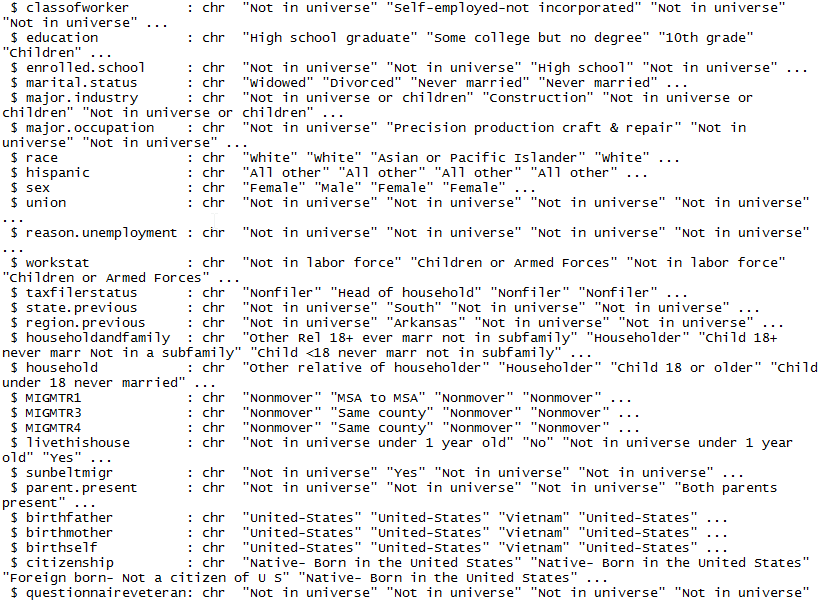 $ classofworker       : chr  "Not in universe" "Self-employed-not incorporated" "Not in universe"
"Not in universe" ...
$ education           : chr  "High school graduate" "Some college but no degree" "10th grade"
"Children" ...
$ enrolled.school     : chr  "Not in universe" "Not in universe" "High school" "Not in universe" ...
$ marital.status      : chr  "Widowed" "Divorced" "Never married" "Never married" ...
$ major.industry      : chr  "Not in universe or children" "Construction" "Not in universe or
children" "Not in universe or children" ...
$ major.occupation    : chr  "Not in universe" "Precision production craft & repair" "Not in
universe" "Not in universe" ...
$ race                : chr  "White" "White" "Asian or Pacific Islander" "White" ...
$ hispanic            : chr  "All other" "All other" "All other" "All other" ...
$ sex                 : chr  "Female" "Male" "Female" "Female" ...
$ union               : chr  "Not in universe" "Not in universe" "Not in universe" "Not in universe"
...
$ reason.unemployment : chr  "Not in universe" "Not in universe" "Not in universe" "Not in universe"
...
$ workstat            : chr  "Not in labor force" "Children or Armed Forces" "Not in labor force"
"Children or Armed Forces" ...
$ taxfilerstatus      : chr  "Nonfiler" "Head of household" "Nonfiler" "Nonfiler" ...
$ state.previous      : chr  "Not in universe" "South" "Not in universe" "Not in universe" ...
$ region.previous     : chr  "Not in universe" "Arkansas" "Not in universe" "Not in universe" ...
$ householdandfamily  : chr  "Other Rel 18+ ever marr not in subfamily" "Householder" "Child 18+
never marr Not in a subfamily" "Child <18 never marr not in subfamily" ...
$ household           : chr  "Other relative of householder" "Householder" "Child 18 or older" "Child
under 18 never married" ...
$ MIGMTR1             : chr  "Nonmover" "MSA to MSA" "Nonmover" "Nonmover" ...
$ MIGMTR3             : chr  "Nonmover" "Same county" "Nonmover" "Nonmover" ...
$ MIGMTR4             : chr  "Nonmover" "Same county" "Nonmover" "Nonmover" ...
$ livethishouse       : chr  "Not in universe under 1 year old" "No" "Not in universe under 1 year
old" "Yes" ...
$ sunbeltmigr         : chr  "Not in universe" "Yes" "Not in universe" "Not in universe" ...
$ parent.present      : chr  "Not in universe" "Not in universe" "Not in universe" "Both parents
present" ...
$ birthfather         : chr  "United-States" "United-States" "Vietnam" "United-States" ...
$ birthmother         : chr  "United-States" "United-States" "Vietnam" "United-States" ...
$ birthself           : chr  "United-States" "United-States" "Vietnam" "United-States" ...
$ citizenship         : chr  "Native- Born in the United States" "Native- Born in the United States"
"Foreign born- Not a citizen of U S" "Native- Born in the United States" ...
$ questionnaireveteran: chr  "Not in universe" "Not in universe" "Not in universe" "Not in universe"